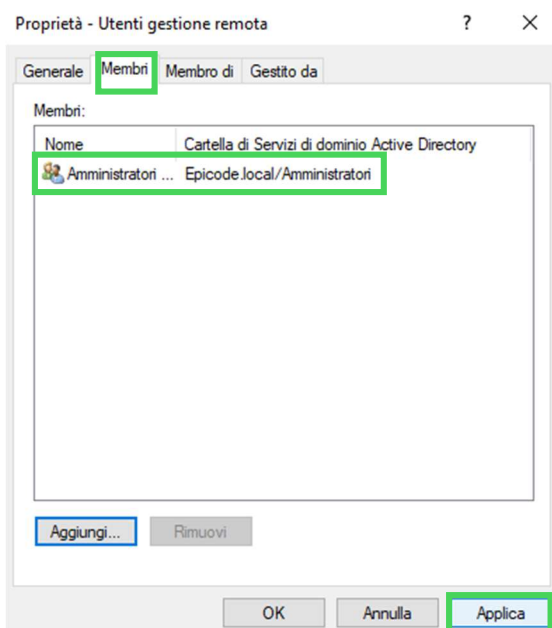 Proprietà - Utenti gestione remota ? ×
Generale Membri Membro di Gestito da
Membri:
Nome Cartella di Servizi di dominio Active Directory
Amministratori ... Epicode.local/Amministratori
Aggiungi... Rimuovi
OK Annulla Applica